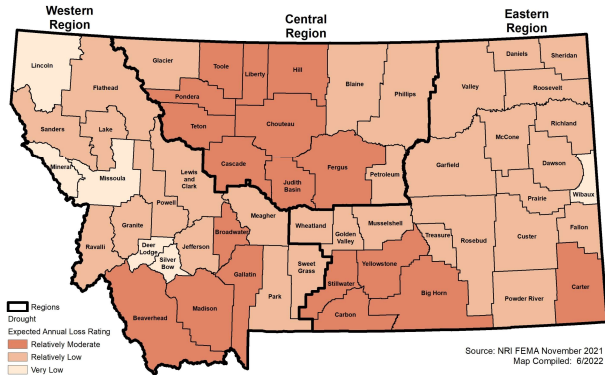 Western
Region
Central
Region
Eastern
Region
Lincoln
Flathead
Glacier
Toole
Liberty
Hill
Blaine
Phillips
Valley
Daniels
Sheridan
Roosevelt
Pondera
Teton
Chouteau
Richland
McCone
Sanders
Lake
Mineral
Missoula
Lewis
and
Clark
Powell
Cascade
Judith
Basin
Fergus
Petroleum
Garfield
Dawson
Prairie
Wibaux
Ravalli
Granite
Deer
Lodge
Silver
Bow
Jefferson
Broadwater
Meagher
Wheatland
Golden
Valley
Musselshell
Treasure
Rosebud
Custer
Fallon
Beaverhead
Madison
Gallatin
Park
Sweet
Grass
Stillwater
Yellowstone
Carbon
Big Horn
Powder River
Carter
Regions
Drought
Expected Annual Loss Rating
Relatively Moderate
Relatively Low
Very Low
Source: NRI FEMA November 2021
Map Compiled: 6/2022